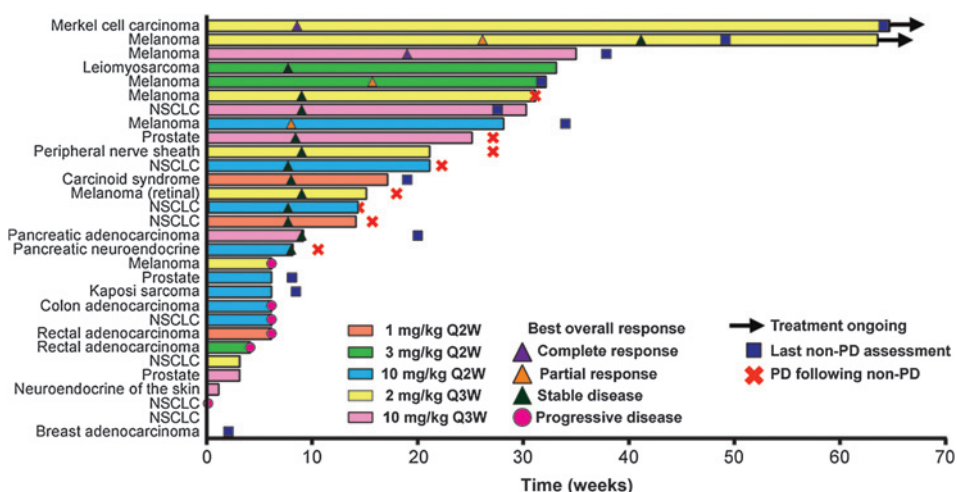 Merkel cell carcinoma
Melanoma
Melanoma
Leiomyosarcoma
Melanoma
Melanoma
NSCLC
Melanoma
Prostate
Peripheral nerve sheath
NSCLC
Carcinoid syndrome
Melanoma (retinal)
NSCLC
NSCLC
Pancreatic adenocarcinoma
Pancreatic neuroendocrine
Melanoma
Prostate
Kaposi sarcoma
Colon adenocarcinoma
NSCLC
Rectal adenocarcinoma
Rectal adenocarcinoma
NSCLC
Prostate
Neuroendocrine of the skin
NSCLC
NSCLC
Breast adenocarcinoma
1 mg/kg Q2W
3 mg/kg Q2W
10 mg/kg Q2W
2 mg/kg Q3W
10 mg/kg Q3W
Best overall response
Complete response
Partial response
Stable disease
Progressive disease
Treatment ongoing
Last non-PD assessment
PD following non-PD
0 10 20 30 40 50 60 70
Time (weeks)